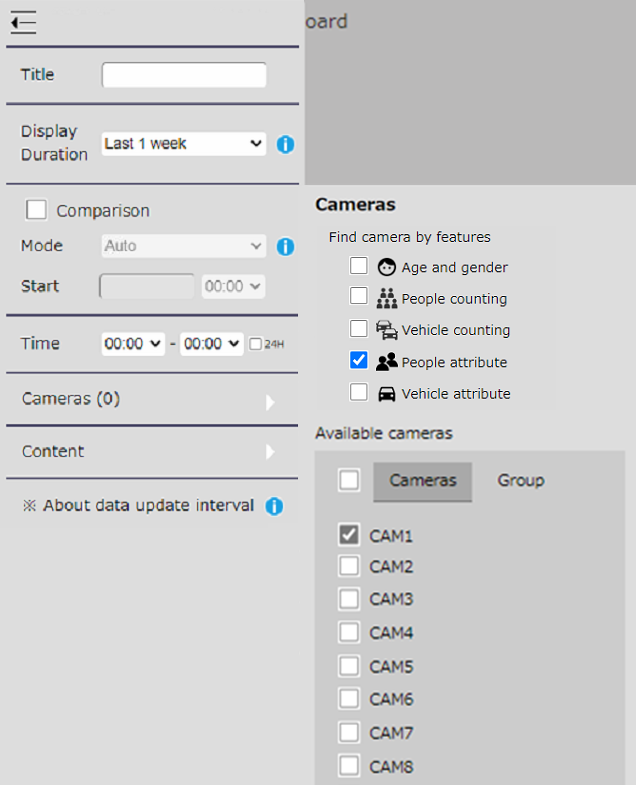 oard
Title
Display
Duration
Last 1 week
Comparison
Mode
Auto
Start
00:00
Time
00:00 - 00:00 24H
Cameras (0)
Content
※ About data update interval
Cameras
Find camera by features
Age and gender
People counting
Vehicle counting
People attribute
Vehicle attribute
Available cameras
Cameras Group
CAM1
CAM2
CAM3
CAM4
CAM5
CAM6
CAM7
CAM8